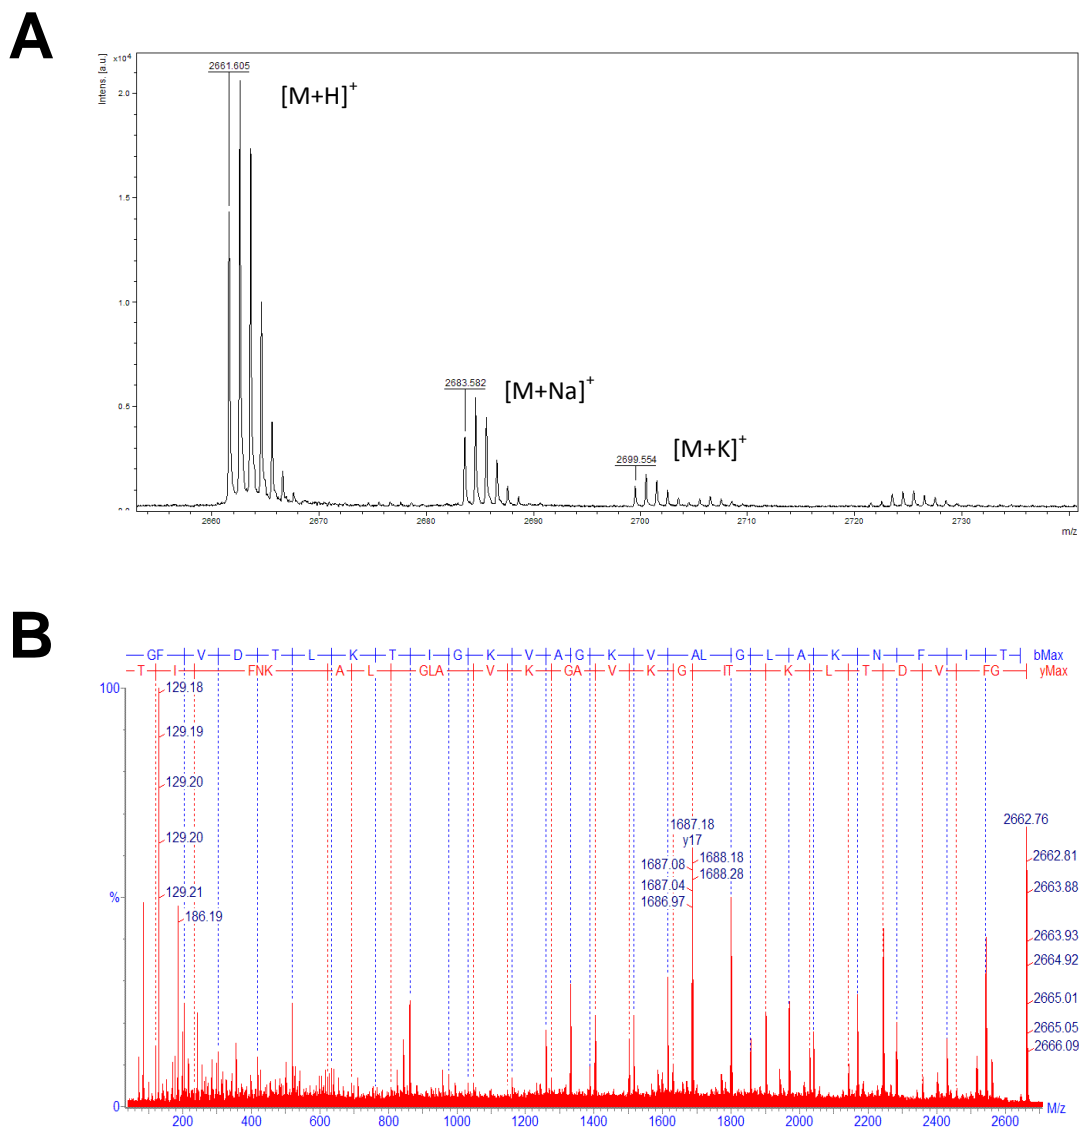 A
x10⁴
Intens. [a.u.]
2661.605
[M+H]⁺
2.0
1.5
1.0
2683.582
[M+Na]⁺
0.5
[M+K]⁺
2699.554
0.0
2660 2670 2680 2690 2700 2710 2720 2730
m/z
B
GF V D T L K T I G K V A G K V AL G L A K N F I T bMax
T I FNK A L GLA V K GA V K G IT K L T D V FG yMax
100
129.18
129.19
129.20
129.20
129.21
186.19
%
0
1687.18
y17
1687.08
1688.18
1688.28
1687.04
1686.97
2662.76
2662.81
2663.88
2663.93
2664.92
2665.01
2665.05
2666.09
200 400 600 800 1000 1200 1400 1600 1800 2000 2200 2400 2600
M/z